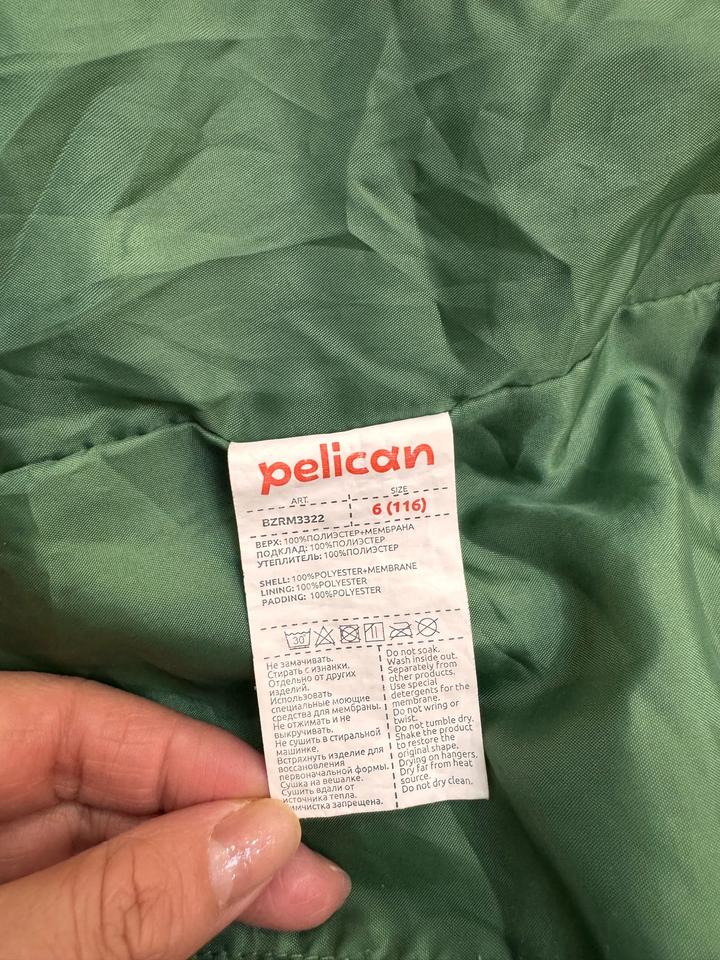 pelican
ART. SIZE
BZRM3322 6 (116)
ВЕРХ: 100%ПОЛИЭСТЕР+МЕМБРАНА
ПОДКЛАД: 100%ПОЛИЭСТЕР
УТЕПЛИТЕЛЬ: 100%ПОЛИЭСТЕР
SHELL: 100%POLYESTER+MEMBRANE
LINING: 100%POLYESTER
PADDING: 100%POLYESTER
30
Не замачивать.
Стирать с изнанки.
Отдельно от других
изделий.
Использовать
специальные моющие
средства для мембраны.
Не отжимать и не
выкручивать.
Не сушить в стиральной
машинке.
Встряхнуть изделие для
восстановления
первоначальной формы.
Сушка на вешалке.
Сушить вдали от
источника тепла.
Химчистка запрещена.
Do not soak.
Wash inside out.
Separately from
other products.
Use special
detergents for the
membrane.
Do not wring or
twist.
Do not tumble dry.
Shake the product
to restore the
original shape.
Drying on hangers.
Dry far from heat
source.
Do not dry clean.